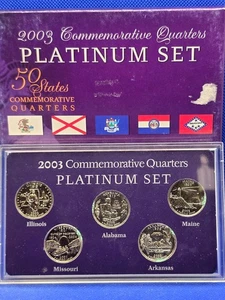 2003 Commemorative Quarters
PLATINUM SET
50 States
COMMEMORATIVE
QUARTERS
2003 Commemorative Quarters
PLATINUM SET
Illinois
Alabama
Maine
Missouri
Arkansas